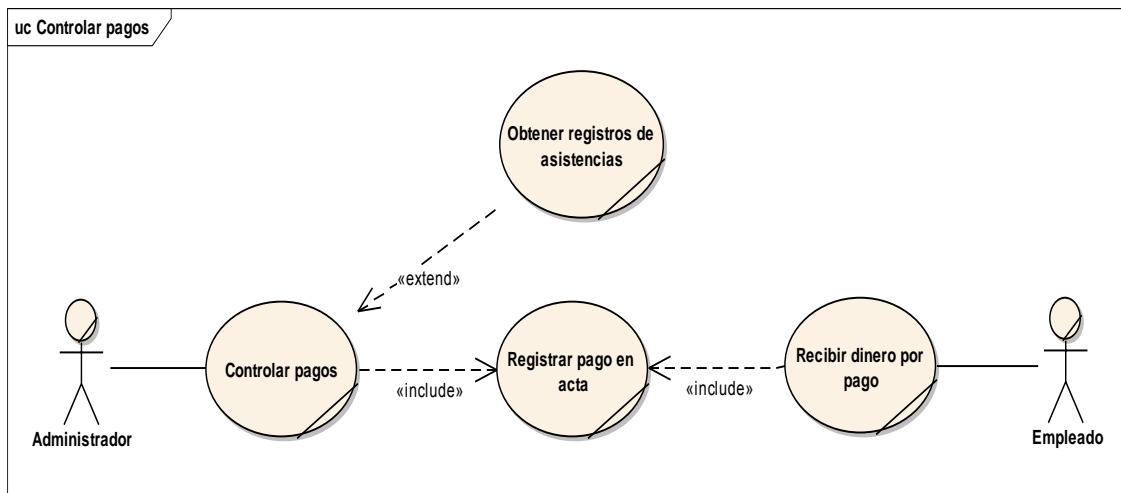 uc Controlar pagos
Obtener registros de
asistencias
«extend»
Controlar pagos
«include»
Registrar pago en
acta
«include»
Recibir dinero por
pago
Administrador
Empleado